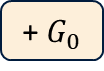 + G₀